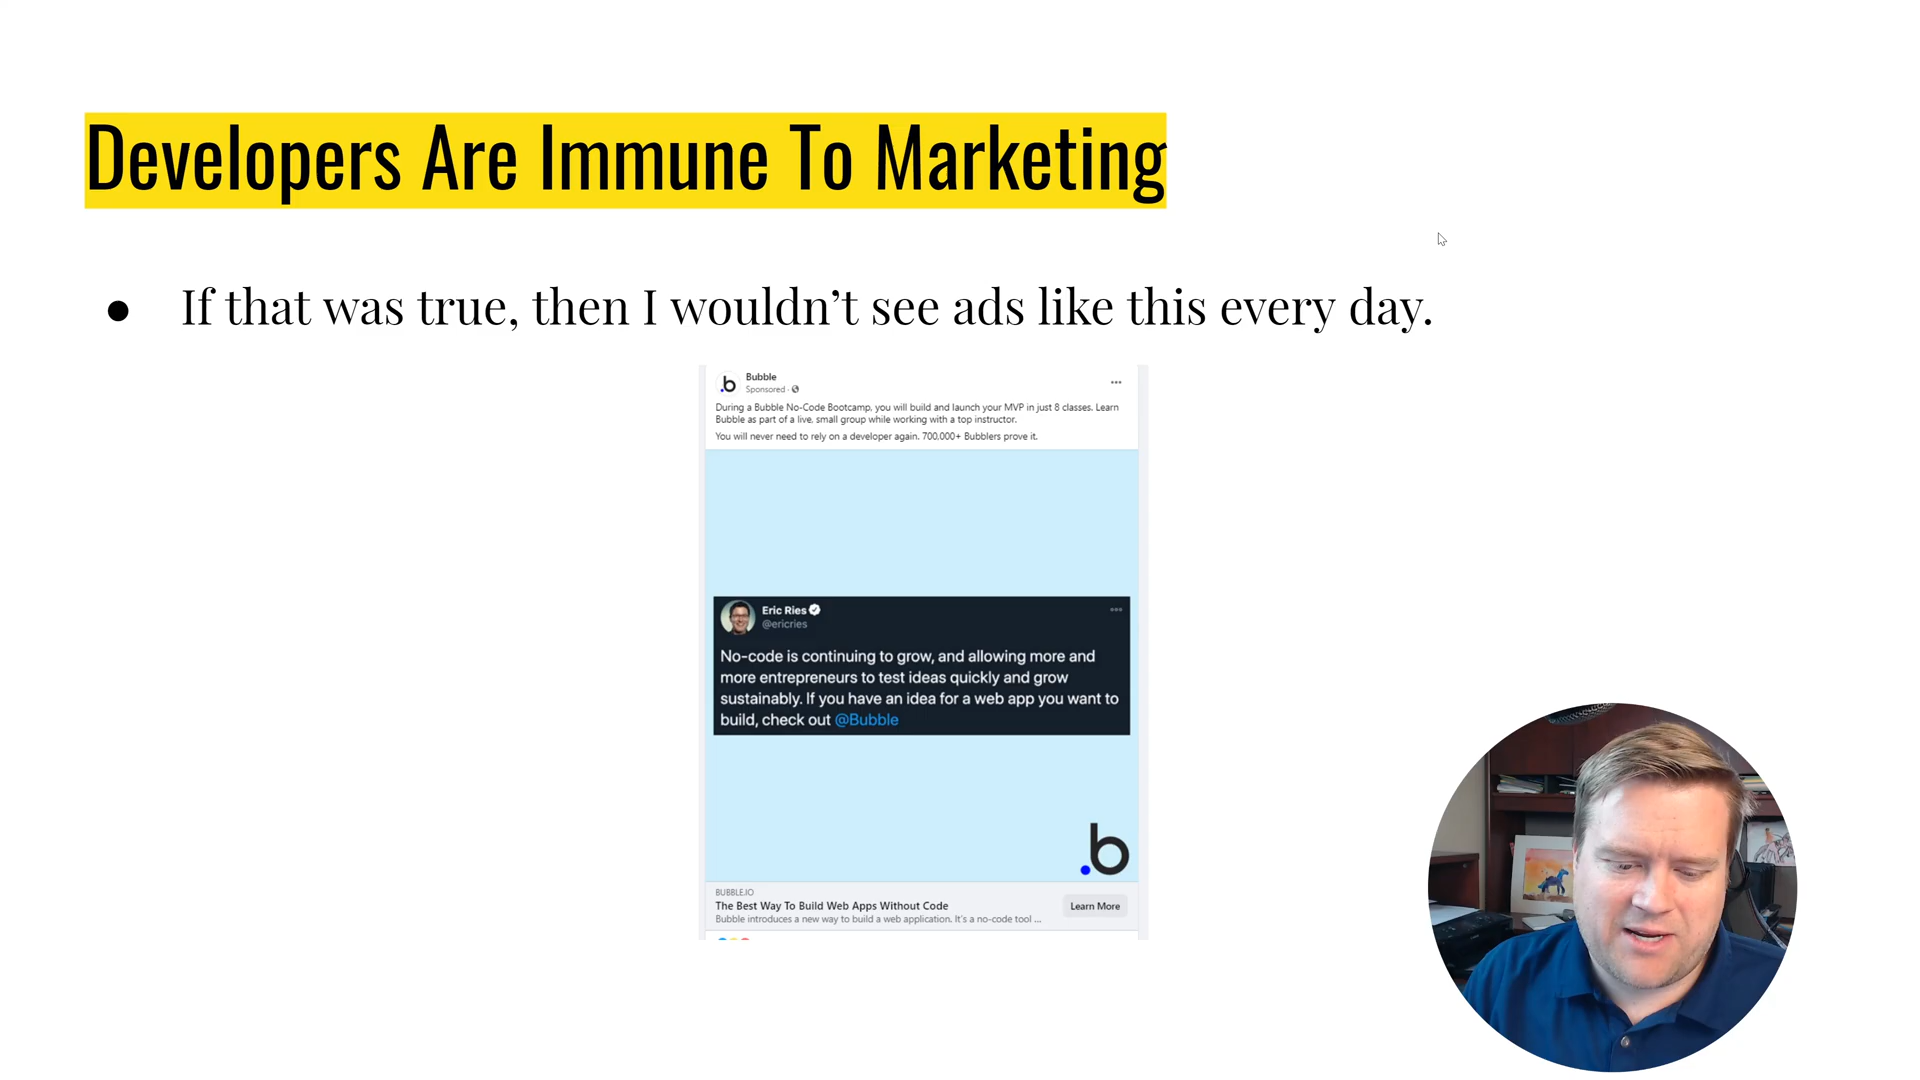 Developers Are Immune To Marketing
● If that was true, then I wouldn’t see ads like this every day.
.b Bubble
Sponsored ·
During a Bubble No-Code Bootcamp, you will build and launch your MVP in just 8 classes. Learn
Bubble as part of a live, small group while working with a top instructor.
You will never need to rely on a developer again. 700,000+ Bubblers prove it.
Eric Ries
@ericries
No-code is continuing to grow, and allowing more and
more entrepreneurs to test ideas quickly and grow
sustainably. If you have an idea for a web app you want to
build, check out @Bubble
.b
BUBBLE.IO
The Best Way To Build Web Apps Without Code
Bubble introduces a new way to build a web application. It's a no-code tool ...
Learn More